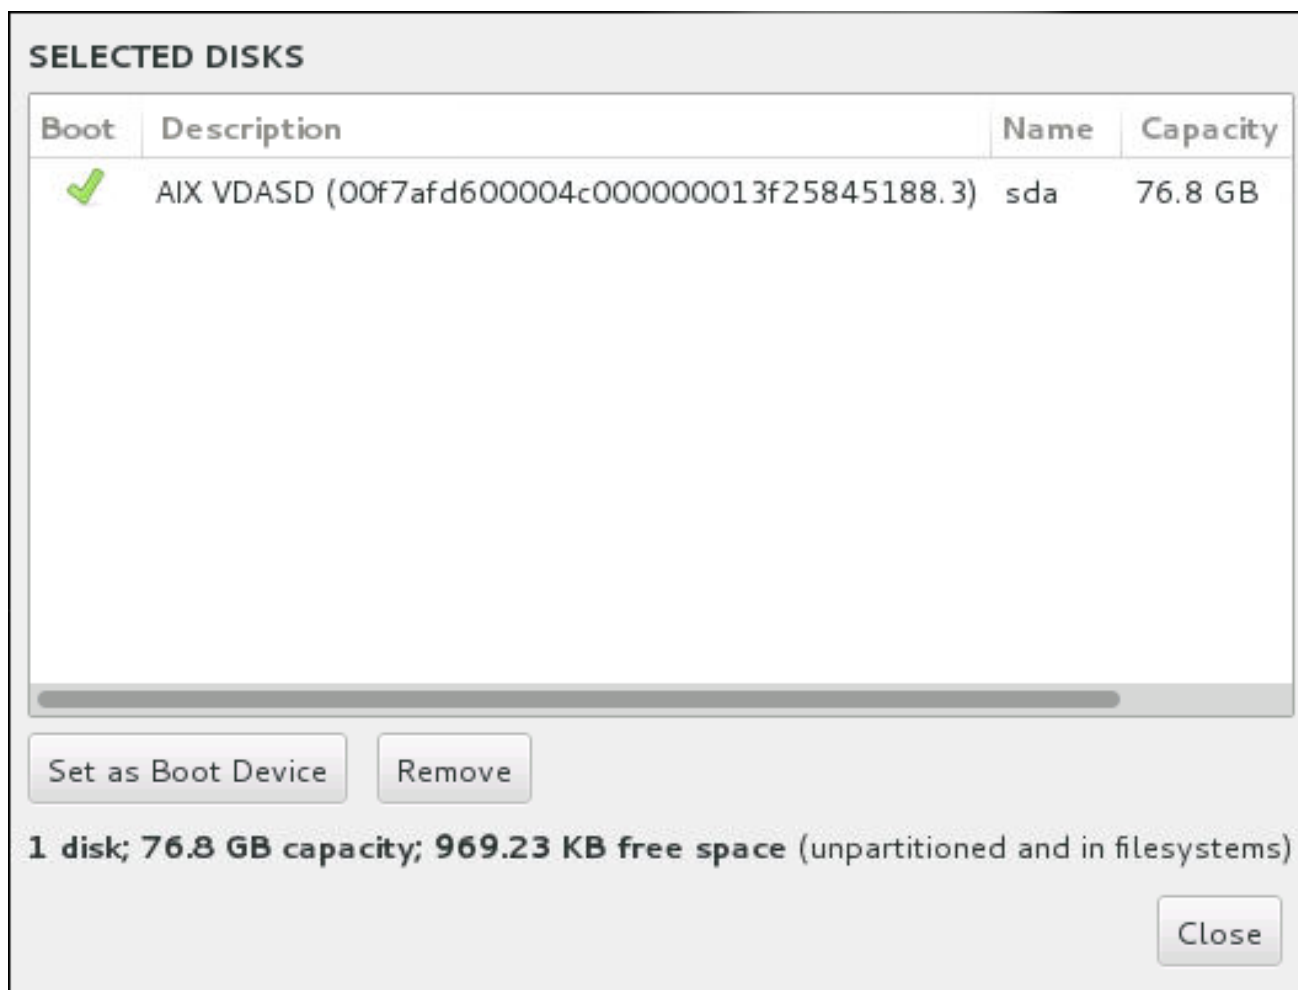 SELECTED DISKS
Boot Description Name Capacity
AIX VDASD (00f7afd600004c000000013f25845188.3) sda 76.8 GB
Set as Boot Device Remove
1 disk; 76.8 GB capacity; 969.23 KB free space (unpartitioned and in filesystems)
Close